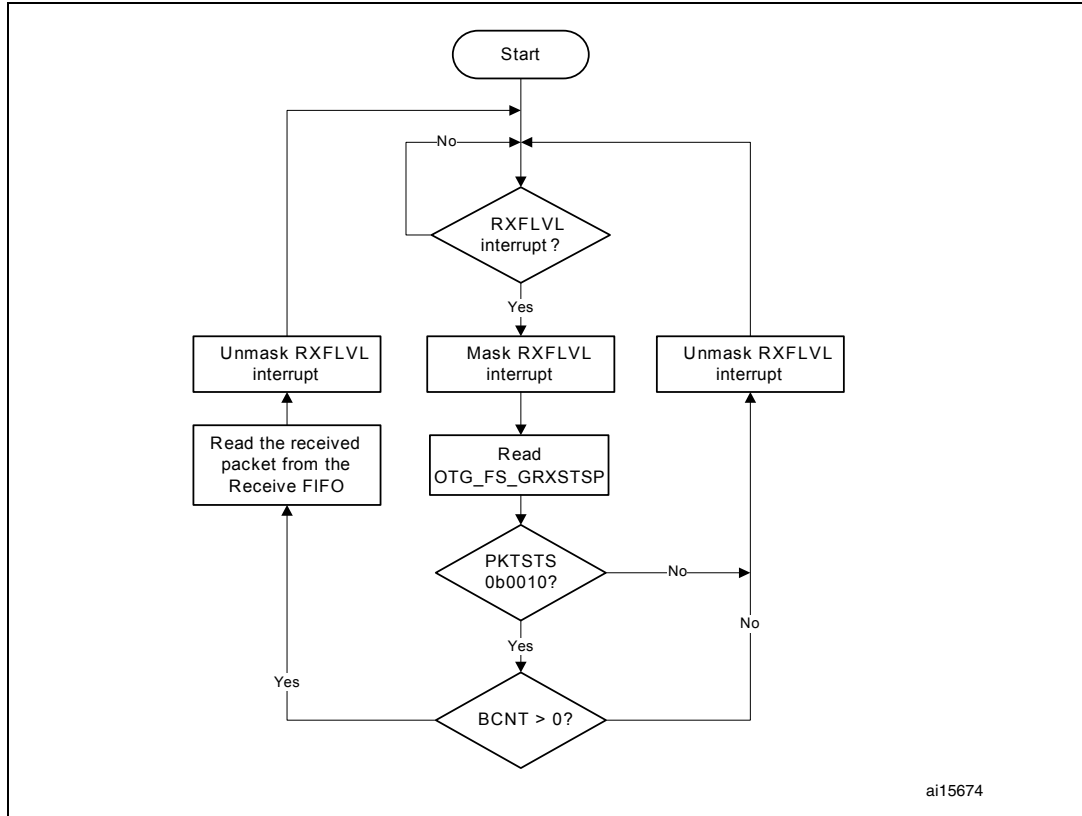 Start
No
RXFLVL
interrupt ?
Yes
Unmask RXFLVL
interrupt
Mask RXFLVL
interrupt
Unmask RXFLVL
interrupt
Read the received
packet from the
Receive FIFO
Read
OTG_FS_GRXSTSP
PKTSTS
0b0010?
No
No
Yes
Yes
BCNT > 0?
ai15674